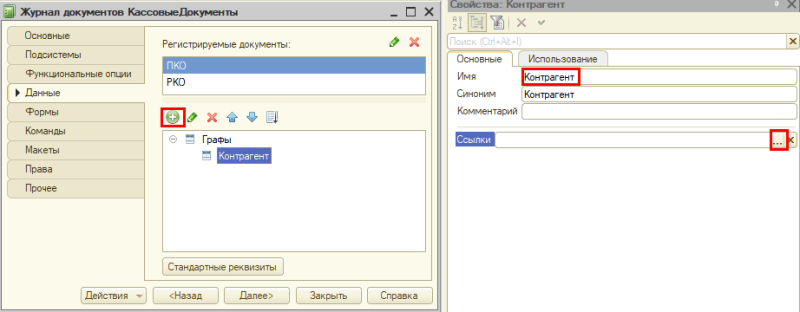 Журнал документов КассовыеДокументы
Основные
Подсистемы
Функциональные опции
Данные
Формы
Команды
Макеты
Права
Прочее
Регистрируемые документы:
ПКО
РКО
Графы
Контрагент
Стандартные реквизиты
Действия
<Назад
Далее>
Закрыть
Справка
Свойства: Контрагент
Поиск (Ctrl+Alt+I)
Основные
Использование
Имя
Контрагент
Синоним
Контрагент
Комментарий
Ссылки
...